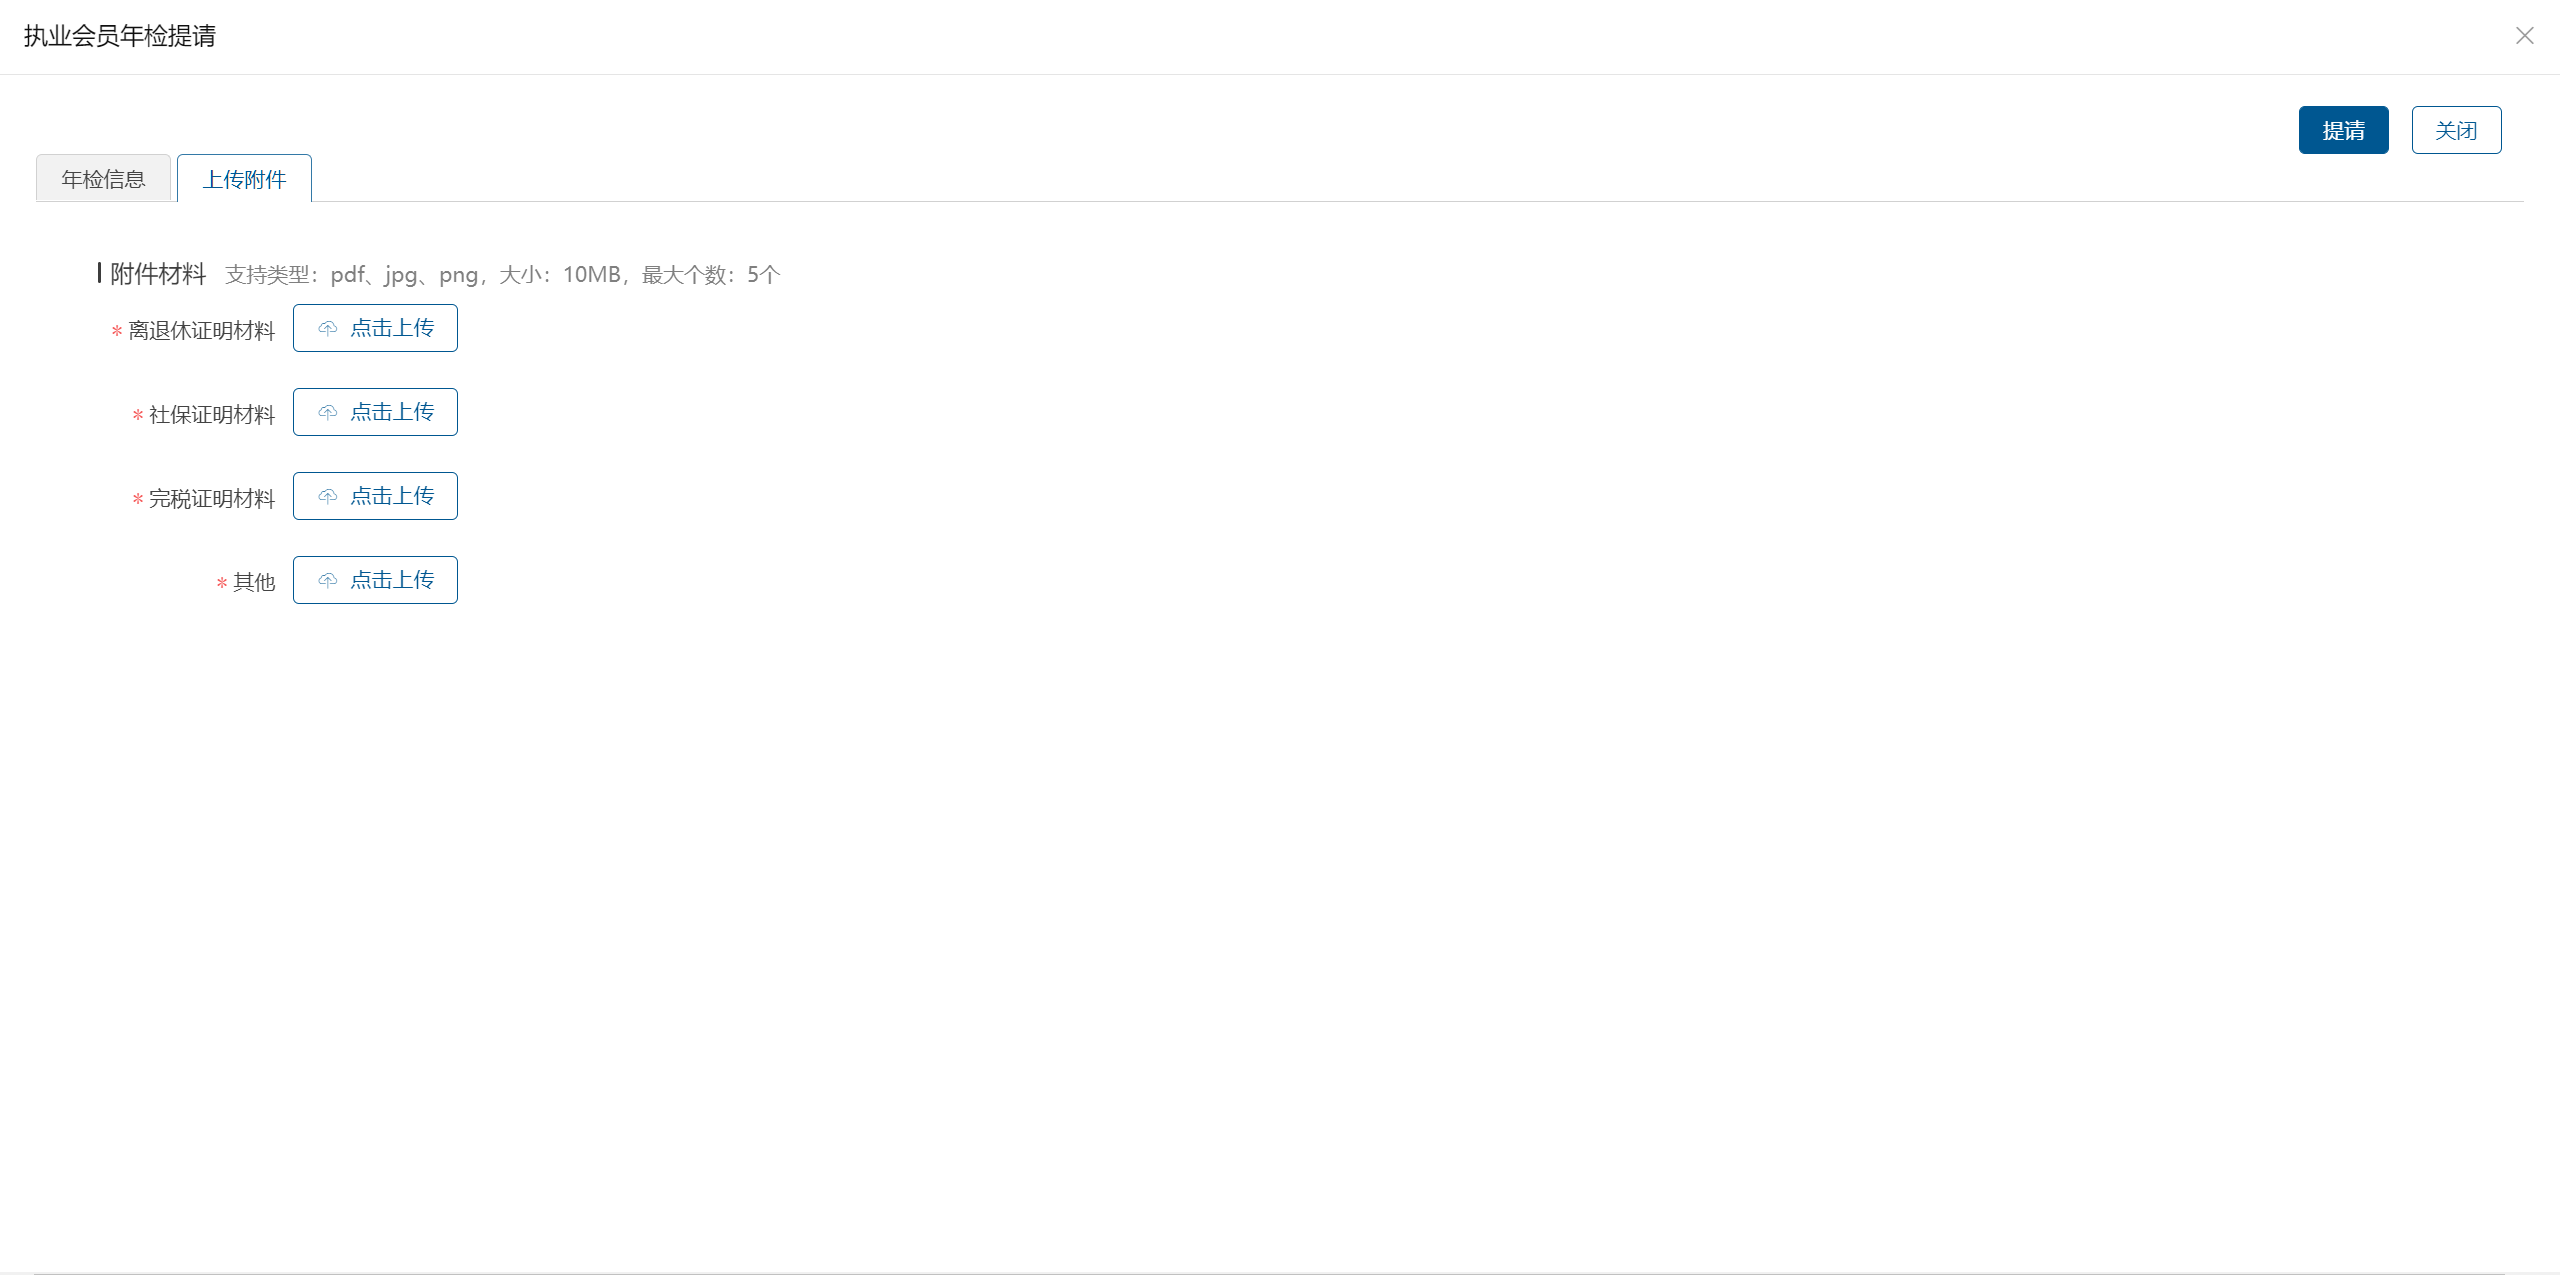 执业会员年检提请
提请 关闭
年检信息 上传附件
附件材料 支持类型：pdf、jpg、png，大小：10MB，最大个数：5个
* 离退休证明材料 点击上传
* 社保证明材料 点击上传
* 完税证明材料 点击上传
* 其他 点击上传